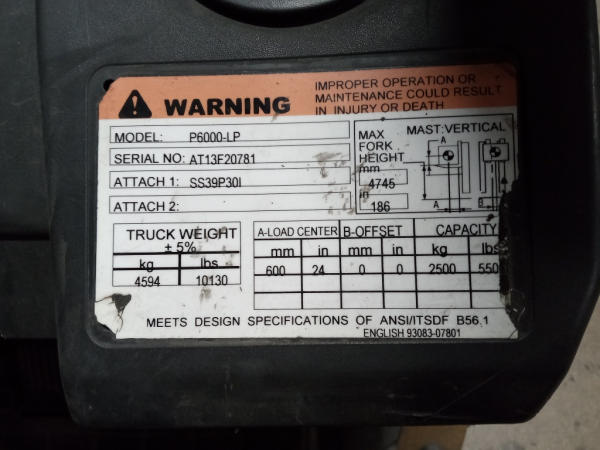 WARNING
IMPROPER OPERATION OR
MAINTENANCE COULD RESULT
IN INJURY OR DEATH
MODEL: P6000-LP
SERIAL NO: AT13F20781
ATTACH 1: SS39P30I
ATTACH 2:
MAX
FORK
HEIGHT
mm
4745
in
186
MAST:VERTICAL
A
A
B
TRUCK WEIGHT
± 5%
kg lbs
4594 10130
A-LOAD CENTER B-OFFSET CAPACITY
mm in mm in kg lbs
600 24 0 0 2500 550
MEETS DESIGN SPECIFICATIONS OF ANSI/ITSDF B56.1
ENGLISH 93083-07801